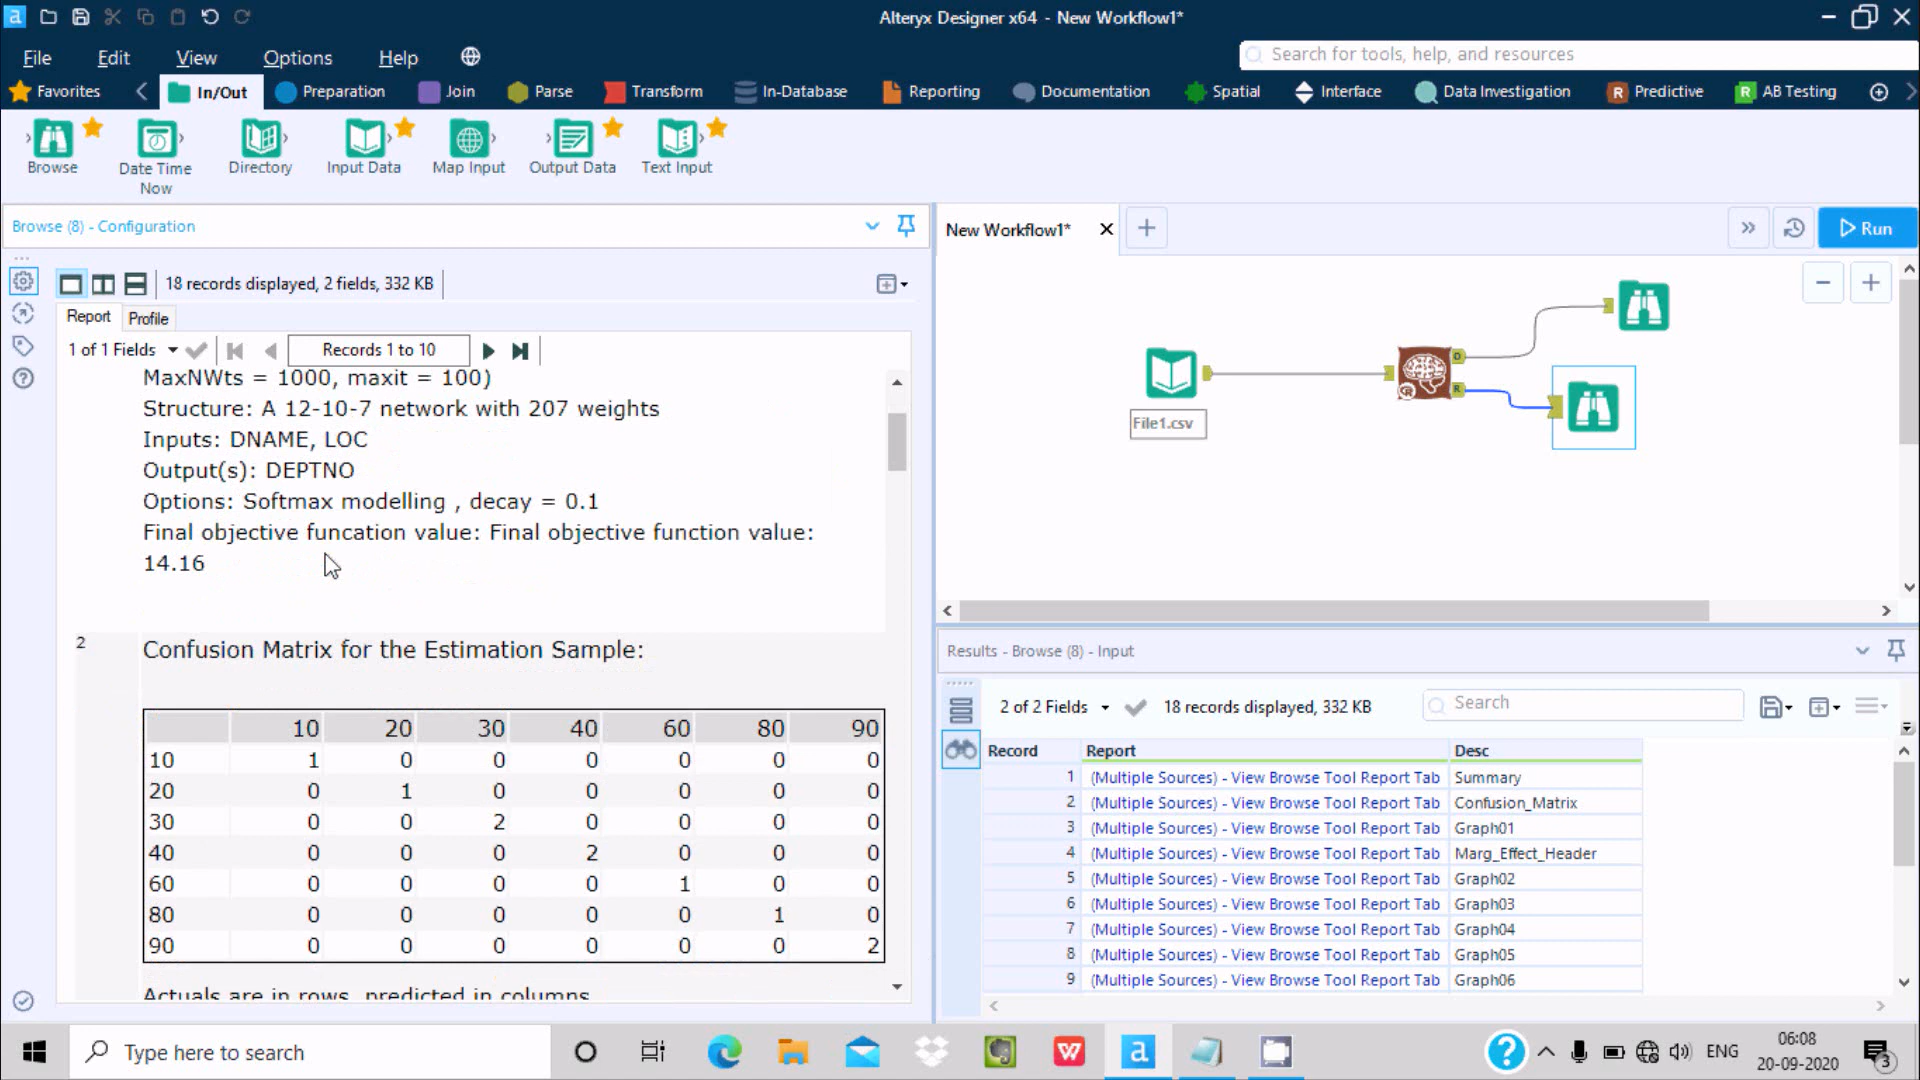 Alteryx Designer x64 - New Workflow1*
File Edit View Options Help
Search for tools, help, and resources
Favorites In/Out Preparation Join Parse Transform In-Database Reporting Documentation Spatial Interface Data Investigation Predictive AB Testing
Browse Date Time Now Directory Input Data Map Input Output Data Text Input
Browse (8) - Configuration
18 records displayed, 2 fields, 332 KB
Report Profile
1 of 1 Fields Records 1 to 10
MaxNWts = 1000, maxit = 100)
Structure: A 12-10-7 network with 207 weights
Inputs: DNAME, LOC
Output(s): DEPTNO
Options: Softmax modelling , decay = 0.1
Final objective funcation value: Final objective function value:
14.16
2
Confusion Matrix for the Estimation Sample:
10 20 30 40 60 80 90
10 1 0 0 0 0 0 0
20 0 1 0 0 0 0 0
30 0 0 2 0 0 0 0
40 0 0 0 2 0 0 0
60 0 0 0 0 1 0 0
80 0 0 0 0 0 1 0
90 0 0 0 0 0 0 2
Actuals are in rows, predicted in columns
New Workflow1*
Run
File1.csv
O
R
Results - Browse (8) - Input
2 of 2 Fields 18 records displayed, 332 KB Search
Record Report Desc
1 (Multiple Sources) - View Browse Tool Report Tab Summary
2 (Multiple Sources) - View Browse Tool Report Tab Confusion_Matrix
3 (Multiple Sources) - View Browse Tool Report Tab Graph01
4 (Multiple Sources) - View Browse Tool Report Tab Marg_Effect_Header
5 (Multiple Sources) - View Browse Tool Report Tab Graph02
6 (Multiple Sources) - View Browse Tool Report Tab Graph03
7 (Multiple Sources) - View Browse Tool Report Tab Graph04
8 (Multiple Sources) - View Browse Tool Report Tab Graph05
9 (Multiple Sources) - View Browse Tool Report Tab Graph06
Type here to search
ENG
06:08
20-09-2020
3